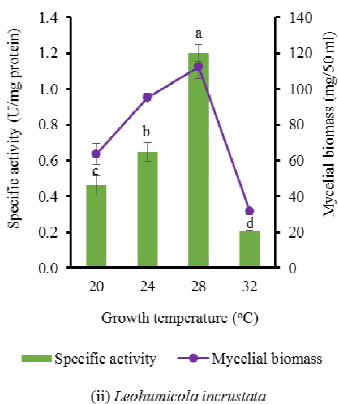 1.4
1.2
1.0
0.8
0.6
0.4
0.2
0.0
Specific activity (U/mg protein)
140
120
100
80
60
40
20
0
Mycelial biomass (mg/50 ml)
a
b
c
d
20 24 28 32
Growth temperature (°C)
Specific activity Mycelial biomass
(ii) Leohumicola incrustata